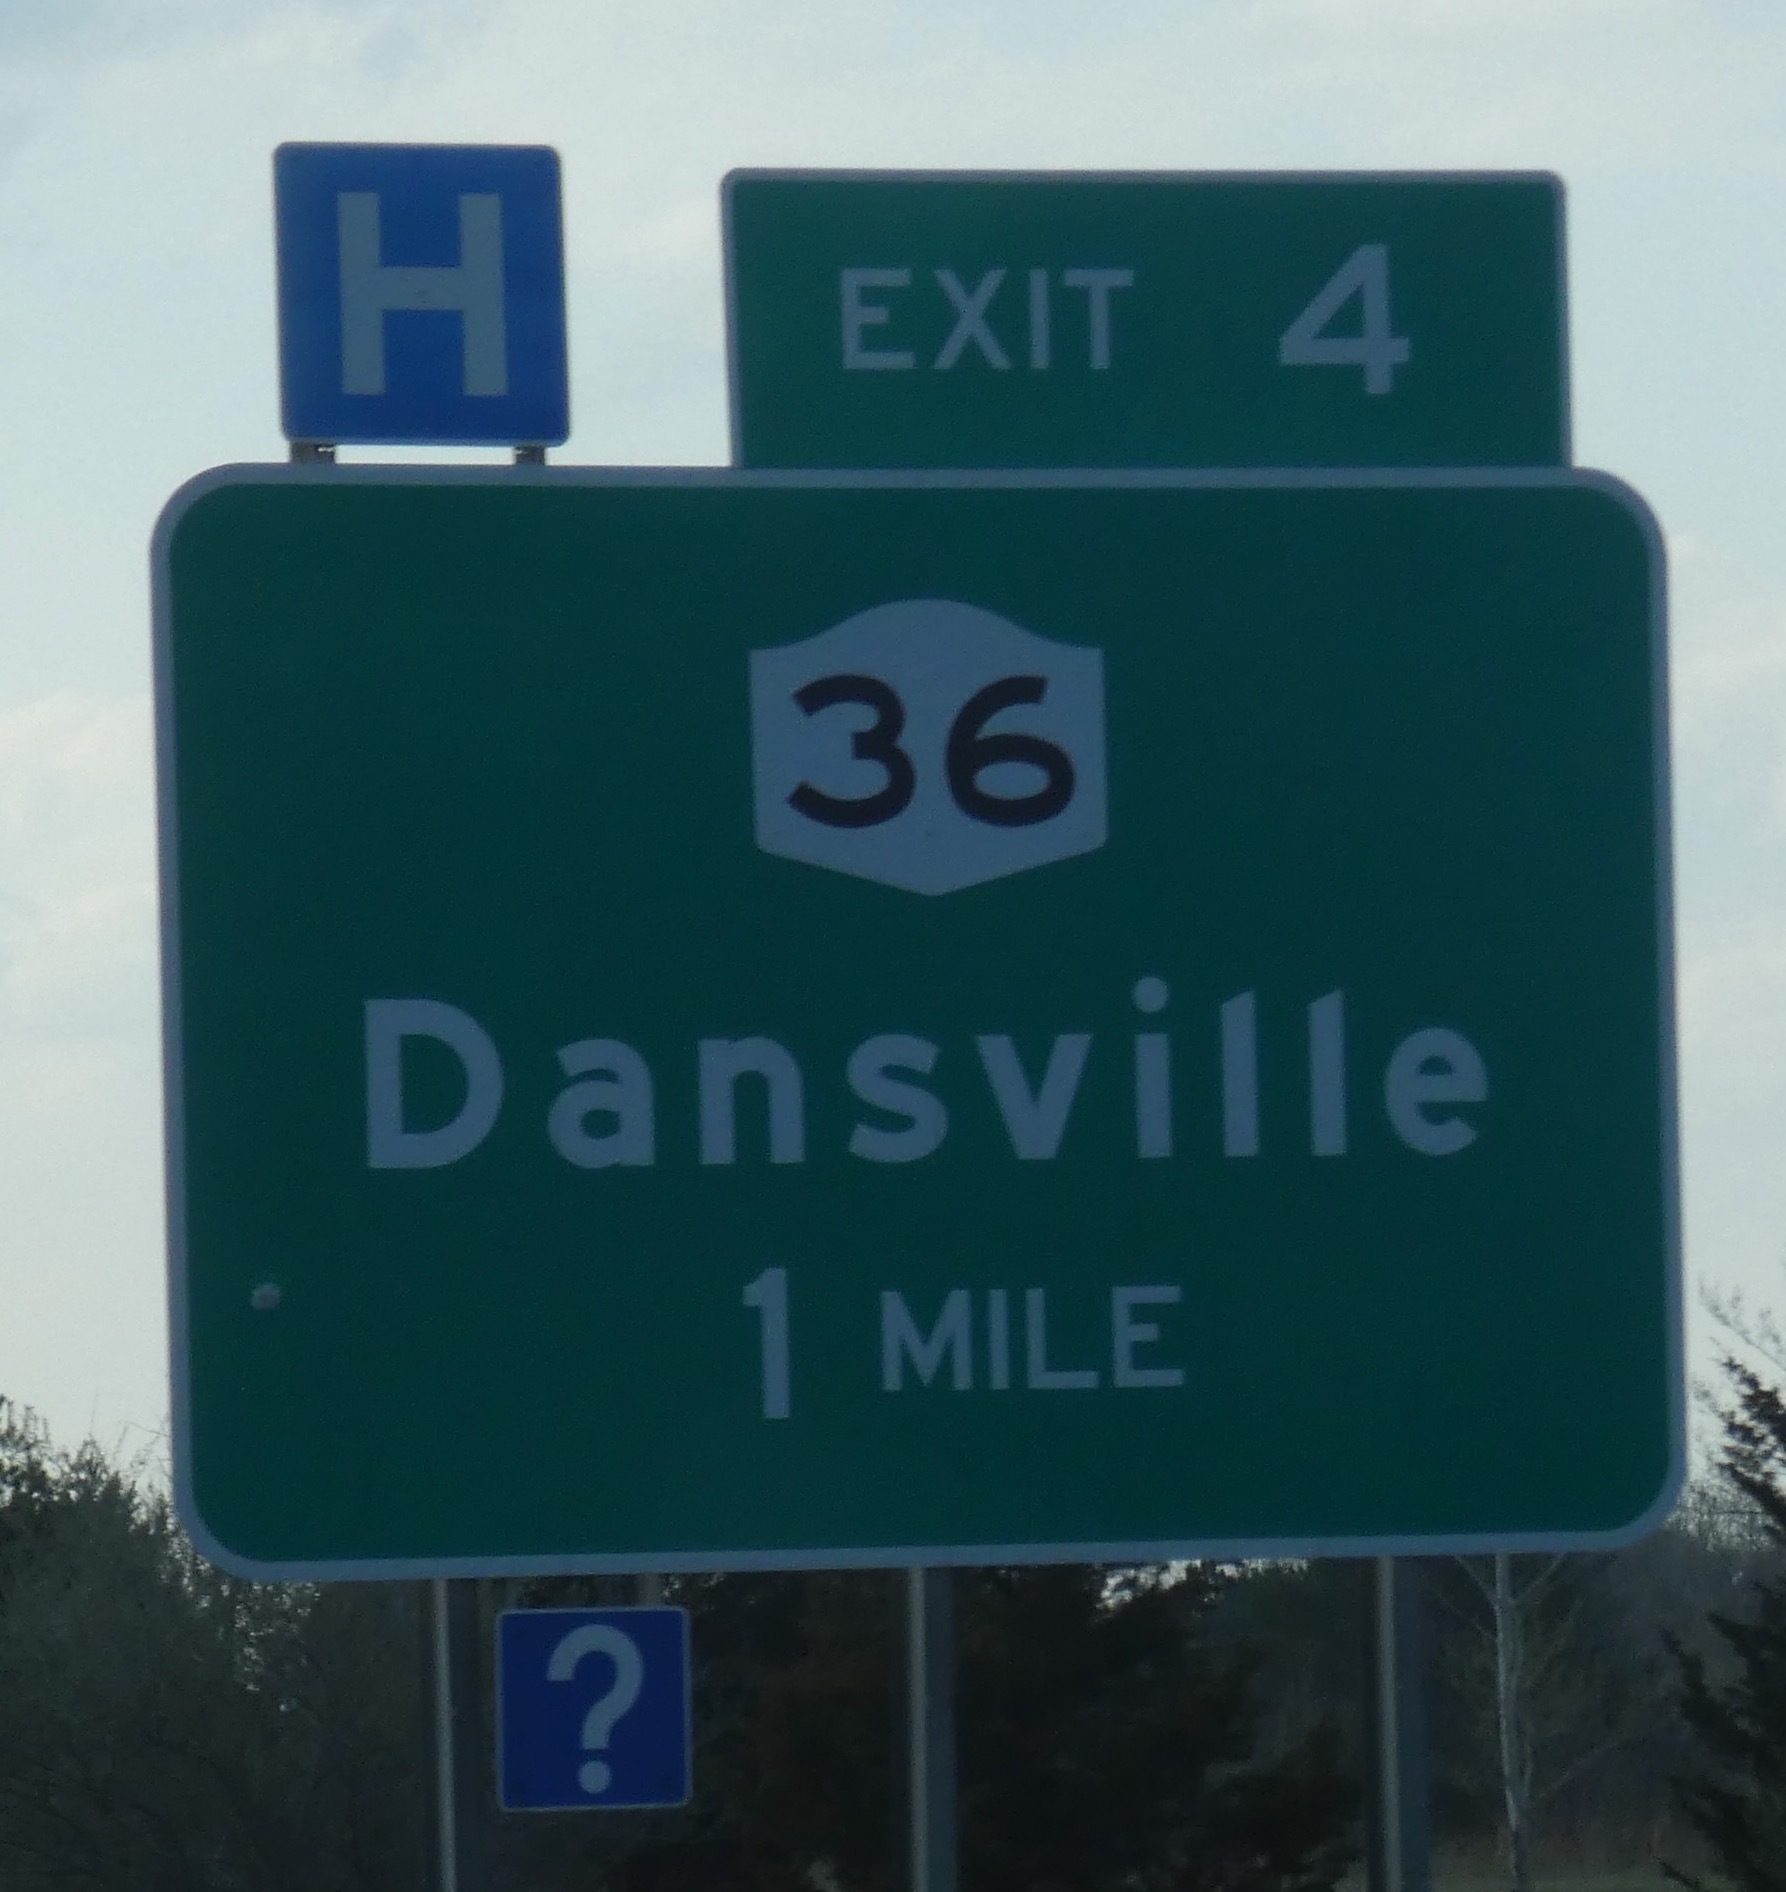 H
EXIT 4
36
Dansville
1 MILE
?